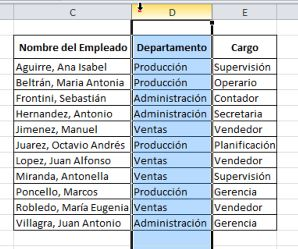 C D E
Nombre del Empleado Departamento Cargo
Aguirre, Ana Isabel Producción Supervisión
Beltrán, Maria Antonia Producción Operario
Frontini, Sebastián Administración Contador
Hernandez, Antonio Administración Secretaria
Jimenez, Manuel Ventas Vendedor
Juarez, Octavio Andrés Producción Planificación
Lopez, Juan Alfonso Ventas Vendedor
Miranda, Antonella Ventas Supervisión
Poncello, Marcos Producción Gerencia
Robledo, María Eugenia Ventas Vendedor
Villagra, Juan Antonio Administración Gerencia